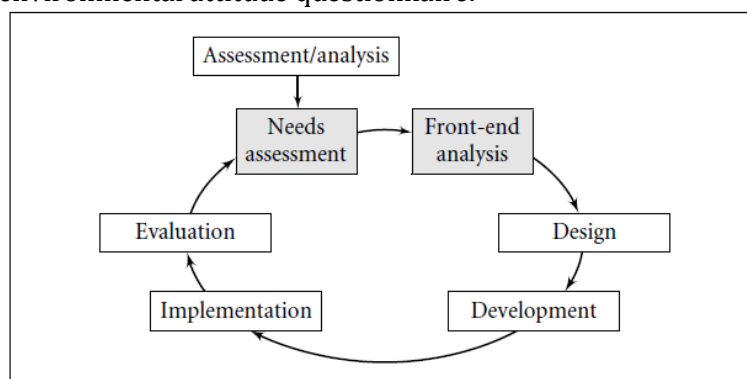 environmental attitude questionnaire.
Assessment/analysis
Needs
assessment
Front-end
analysis
Evaluation
Design
Implementation
Development